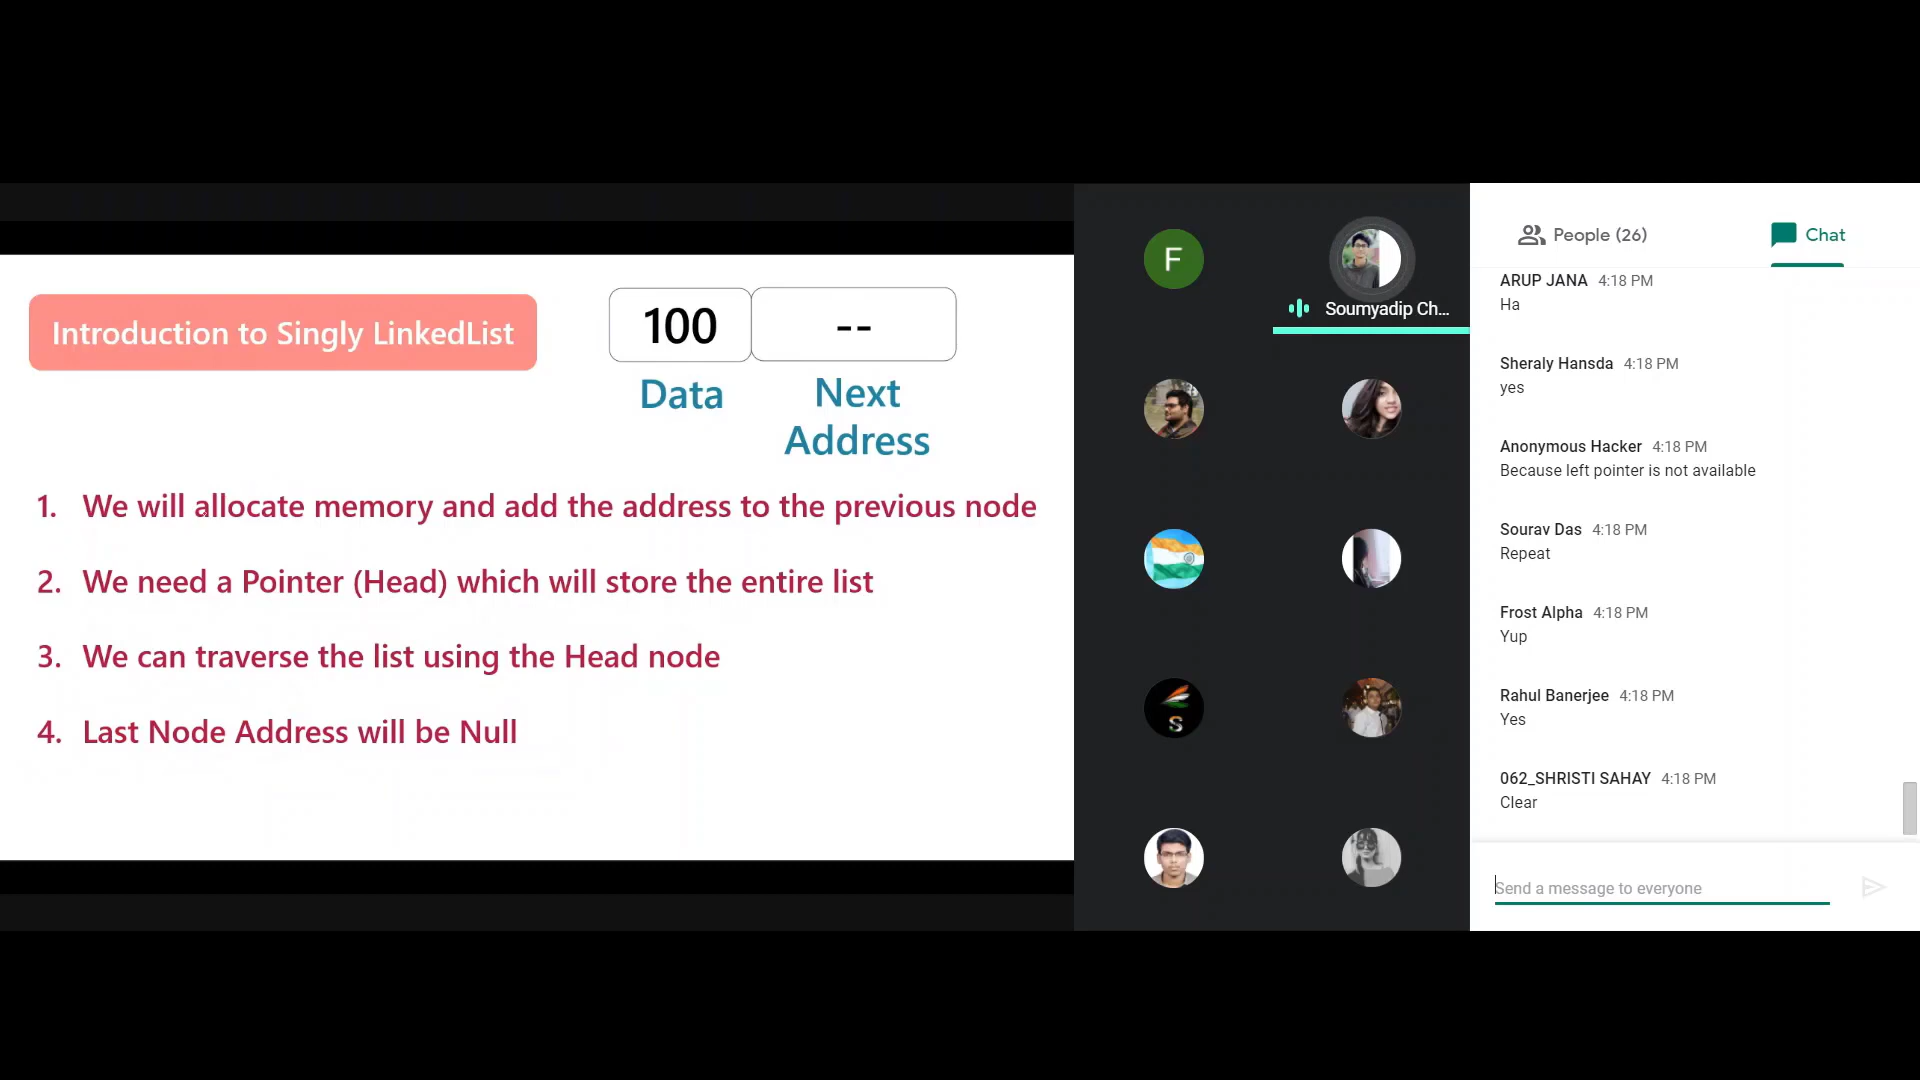 Introduction to Singly LinkedList
100
--
Data
Next
Address
1. We will allocate memory and add the address to the previous node
2. We need a Pointer (Head) which will store the entire list
3. We can traverse the list using the Head node
4. Last Node Address will be Null
F
Soumyadip Ch...
S
People (26)
Chat
ARUP JANA 4:18 PM
Ha
Sheraly Hansda 4:18 PM
yes
Anonymous Hacker 4:18 PM
Because left pointer is not available
Sourav Das 4:18 PM
Repeat
Frost Alpha 4:18 PM
Yup
Rahul Banerjee 4:18 PM
Yes
062_SHRISTI SAHAY 4:18 PM
Clear
Send a message to everyone